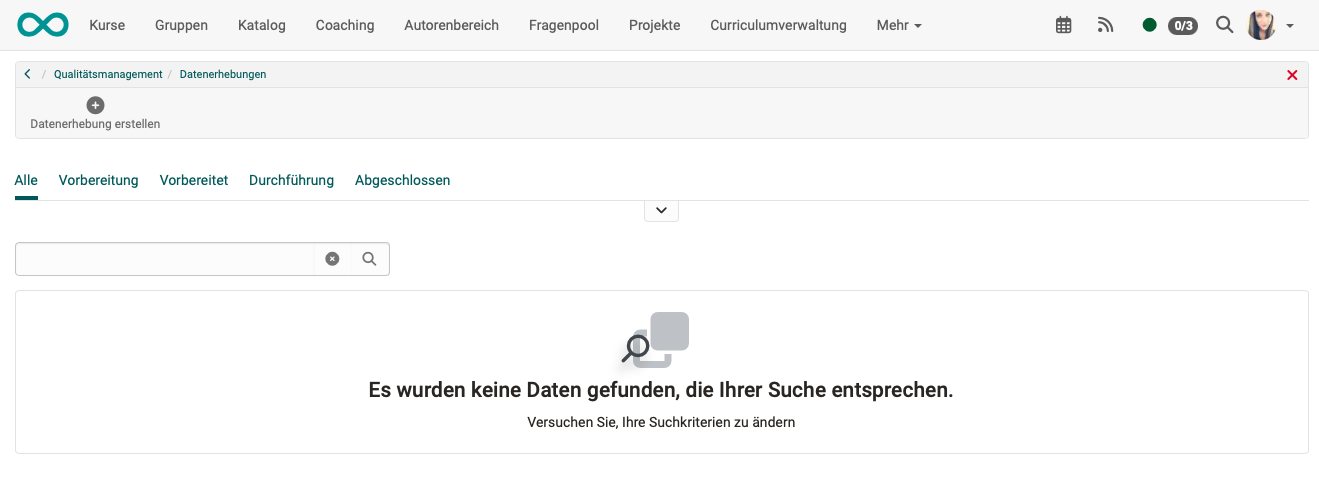 Kurse Gruppen Katalog Coaching Autorenbereich Fragenpool Projekte Curriculumverwaltung Mehr 0/3
/ Qualitätsmanagement / Datenerhebungen
Datenerhebung erstellen
Alle Vorbereitung Vorbereitet Durchführung Abgeschlossen
Es wurden keine Daten gefunden, die Ihrer Suche entsprechen.
Versuchen Sie, Ihre Suchkriterien zu ändern